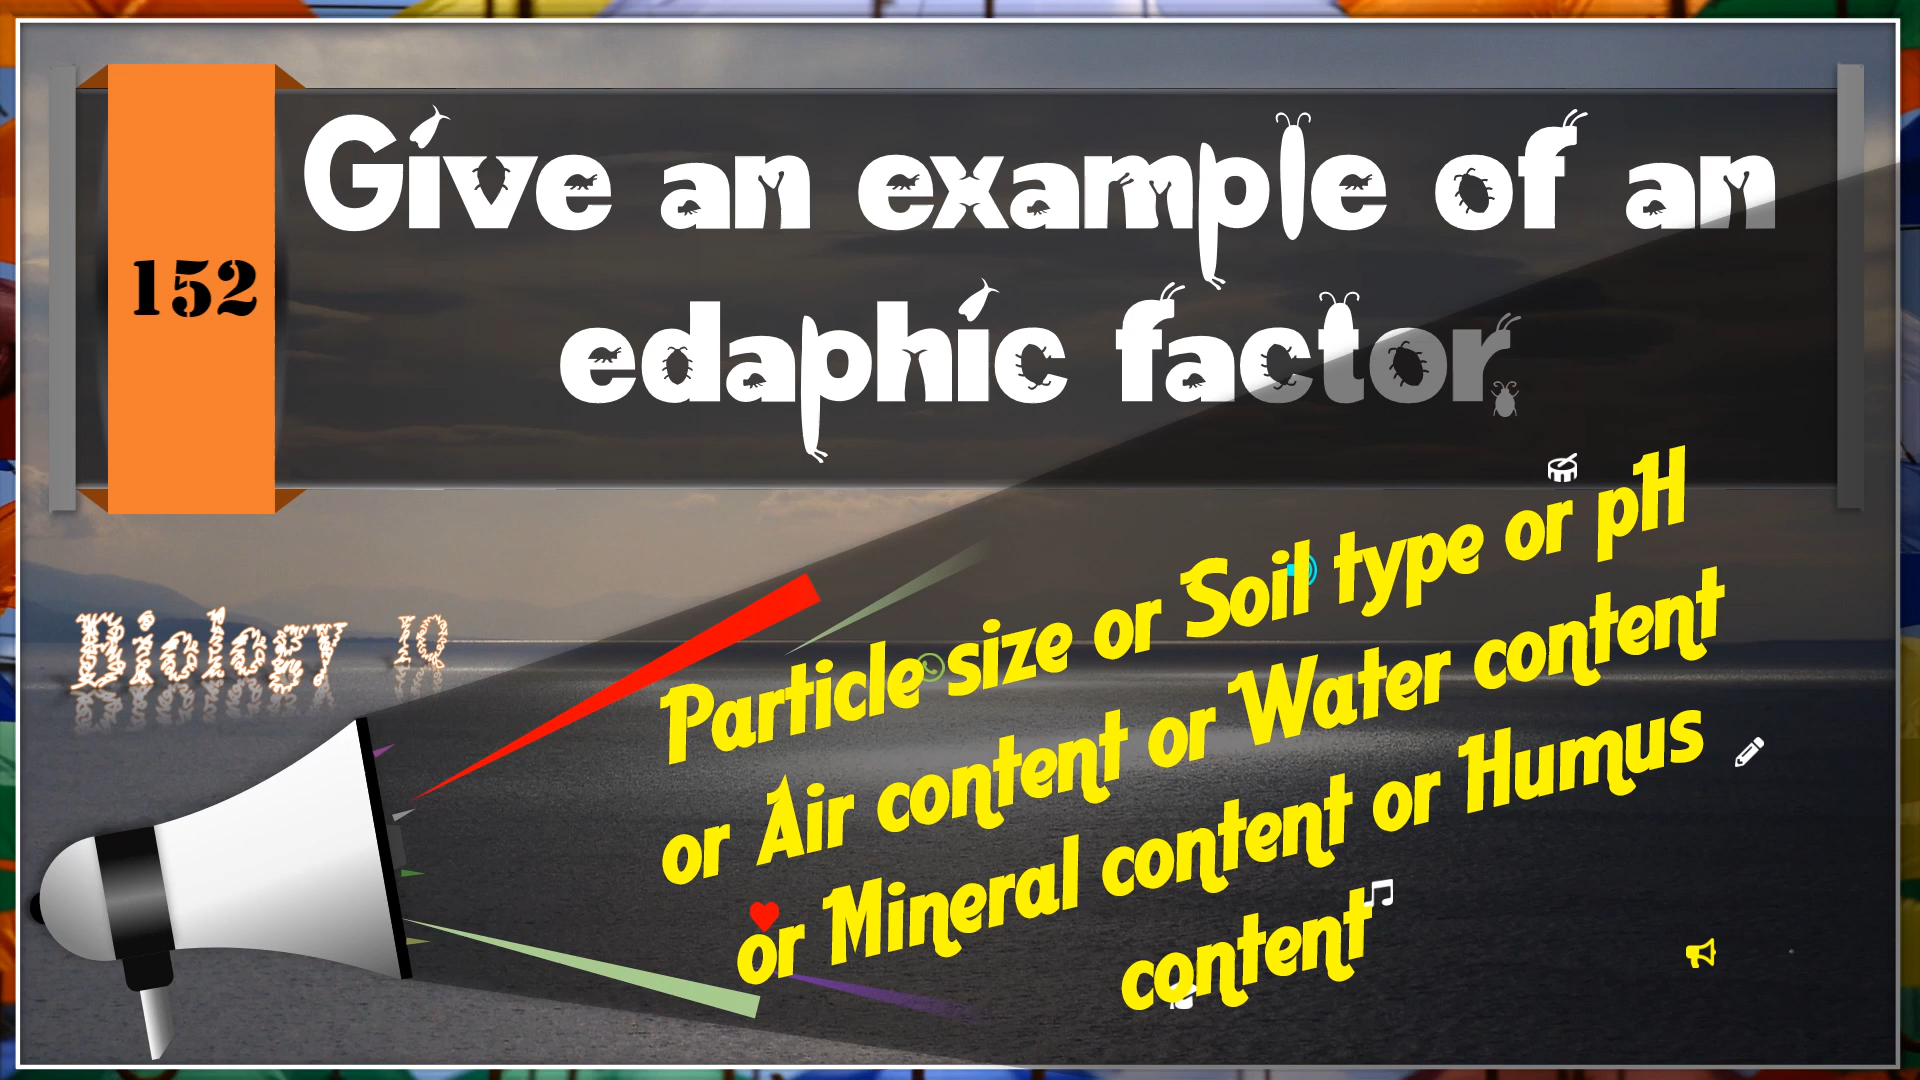 Give an example of an
152
edaphic factor.
Biology 19
Particle size or Soil type or pH
or Air content or Water content
or Mineral content or Humus
content